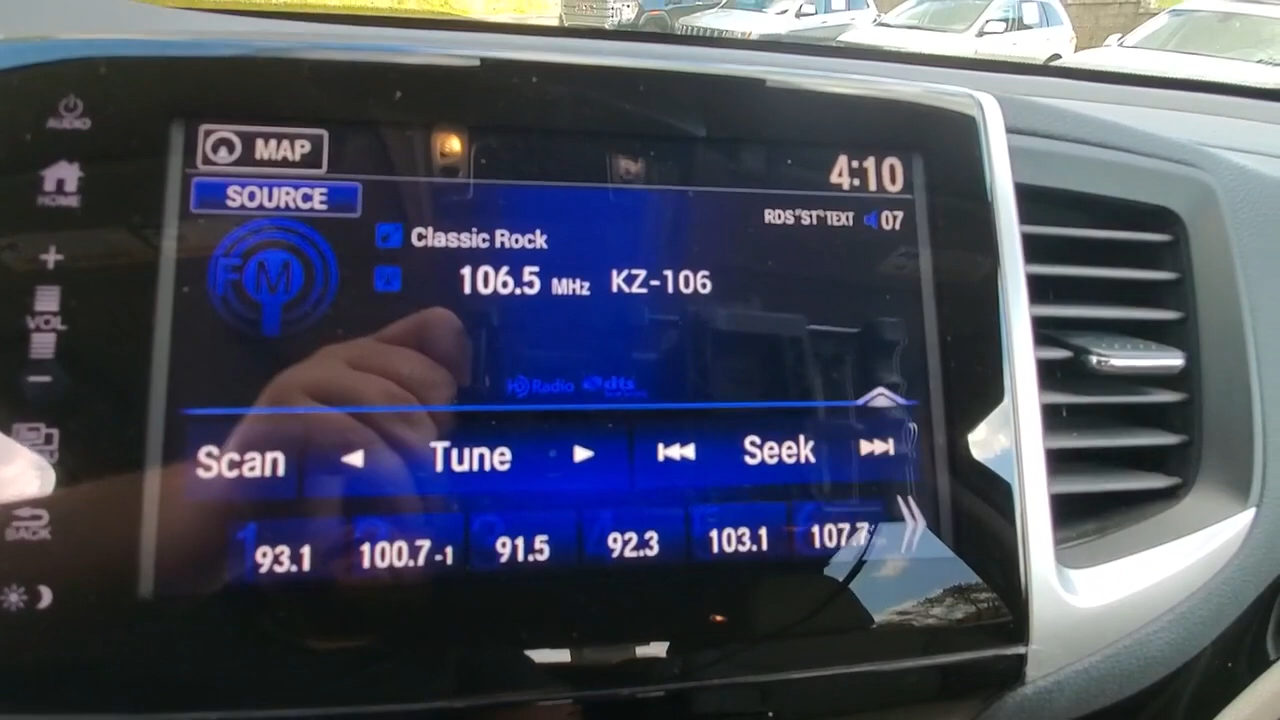 AUDIO
MAP
4:10
HOME
SOURCE
RDS ST TEXT 07
Classic Rock
FM
106.5 MHz KZ-106
+
VOL
-
HD Radio dts
Scan Tune Seek
BACK
93.1 100.7-1 91.5 92.3 103.1 107.7